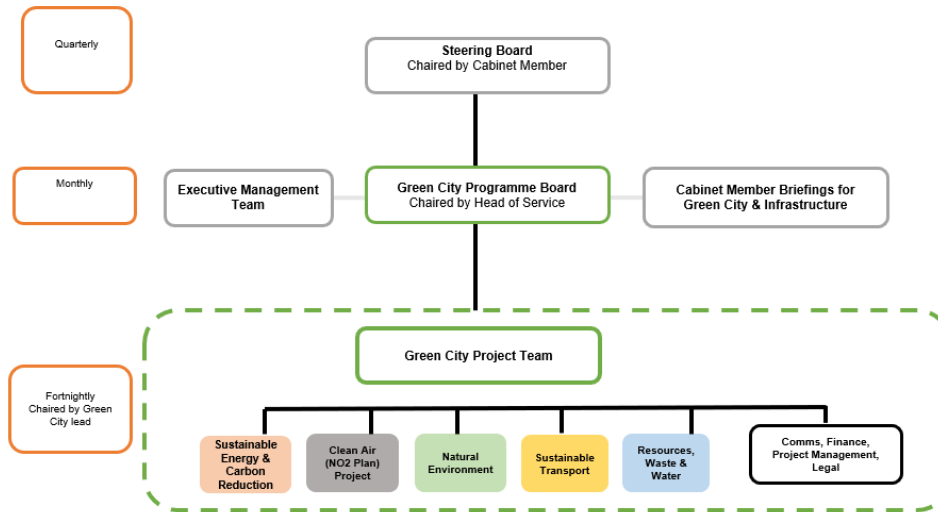 Quarterly
Steering Board
Chaired by Cabinet Member
Monthly
Executive Management
Team
Green City Programme Board
Chaired by Head of Service
Cabinet Member Briefings for
Green City & Infrastructure
Green City Project Team
Fortnightly
Chaired by Green
City lead
Sustainable
Energy &
Carbon
Reduction
Clean Air
(NO2 Plan)
Project
Natural
Environment
Sustainable
Transport
Resources,
Waste &
Water
Comms, Finance,
Project Management,
Legal